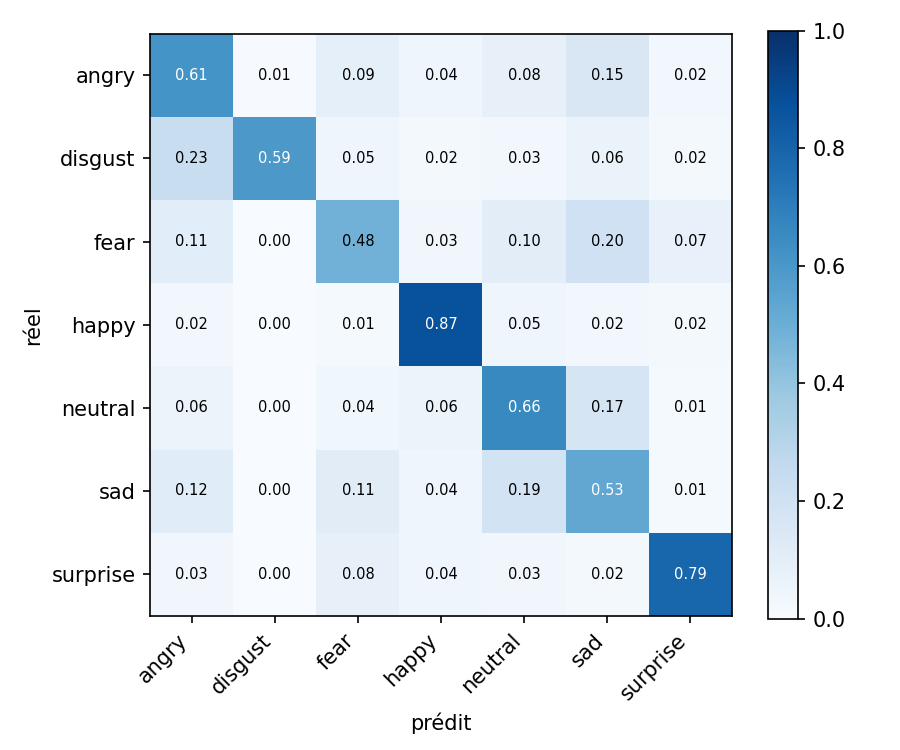 1.0
angry 0.61 0.01 0.09 0.04 0.08 0.15 0.02
disgust 0.23 0.59 0.05 0.02 0.03 0.06 0.02
0.8
fear 0.11 0.00 0.48 0.03 0.10 0.20 0.07
0.6
happy 0.02 0.00 0.01 0.87 0.05 0.02 0.02
réel
0.4
neutral 0.06 0.00 0.04 0.06 0.66 0.17 0.01
sad 0.12 0.00 0.11 0.04 0.19 0.53 0.01
0.2
surprise 0.03 0.00 0.08 0.04 0.03 0.02 0.79
0.0
angry disgust fear happy neutral sad surprise
prédit